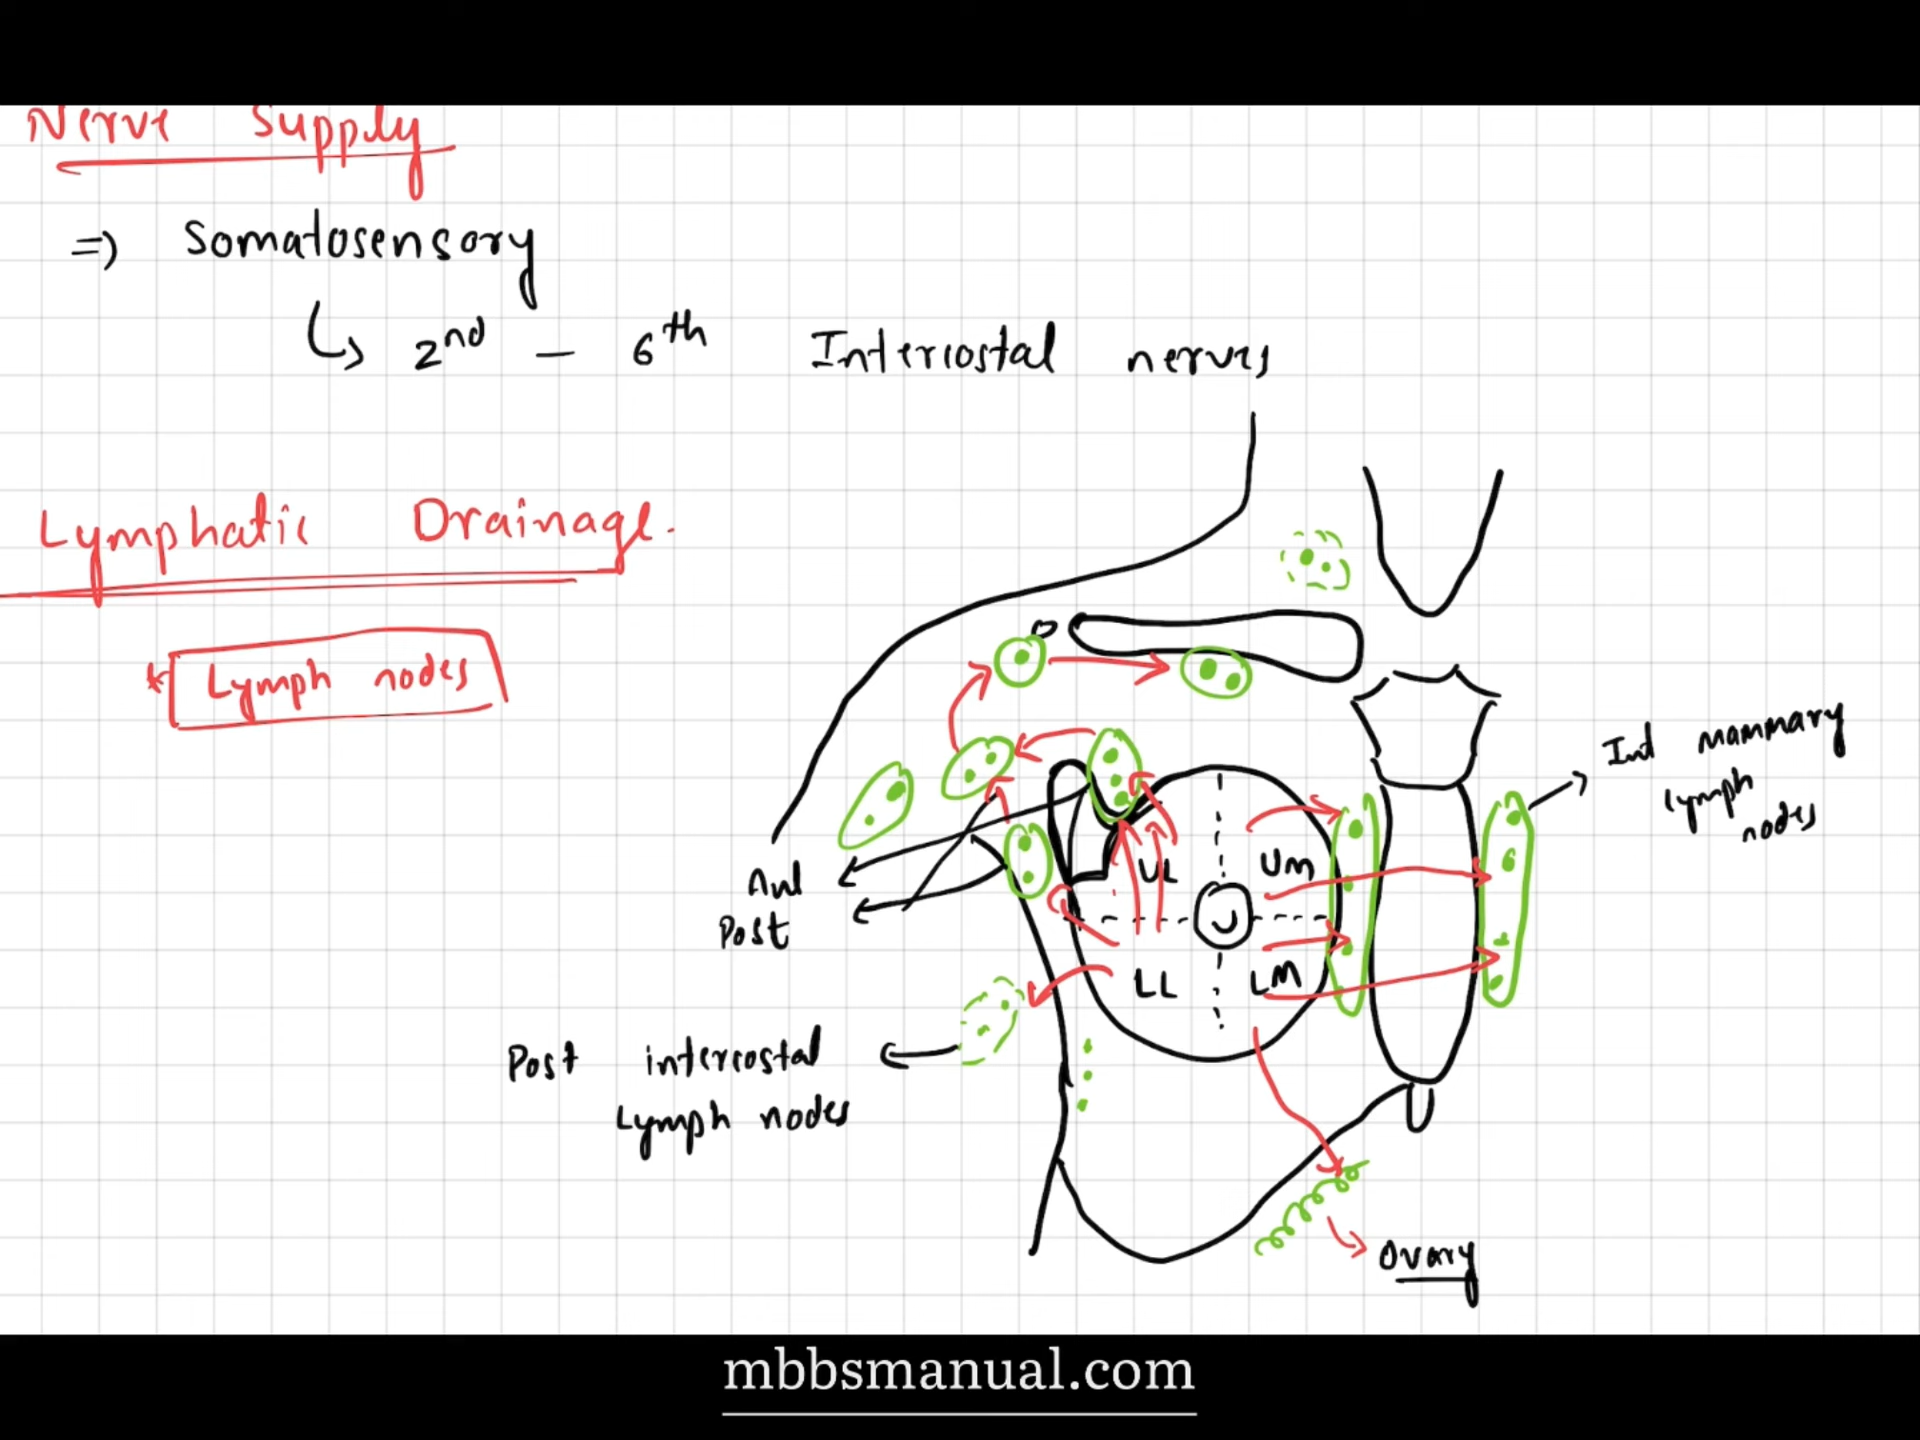 Nerve Supply
=) Somatosensory
2nd - 6th Intercostal nerves
Lymphatic Drainage.
* Lymph nodes
Int mammary
lymph
nodes
Ant
Post
UL
UM
LL
LM
Post intercostal
Lymph nodes
Ovary
mbbsmanual.com